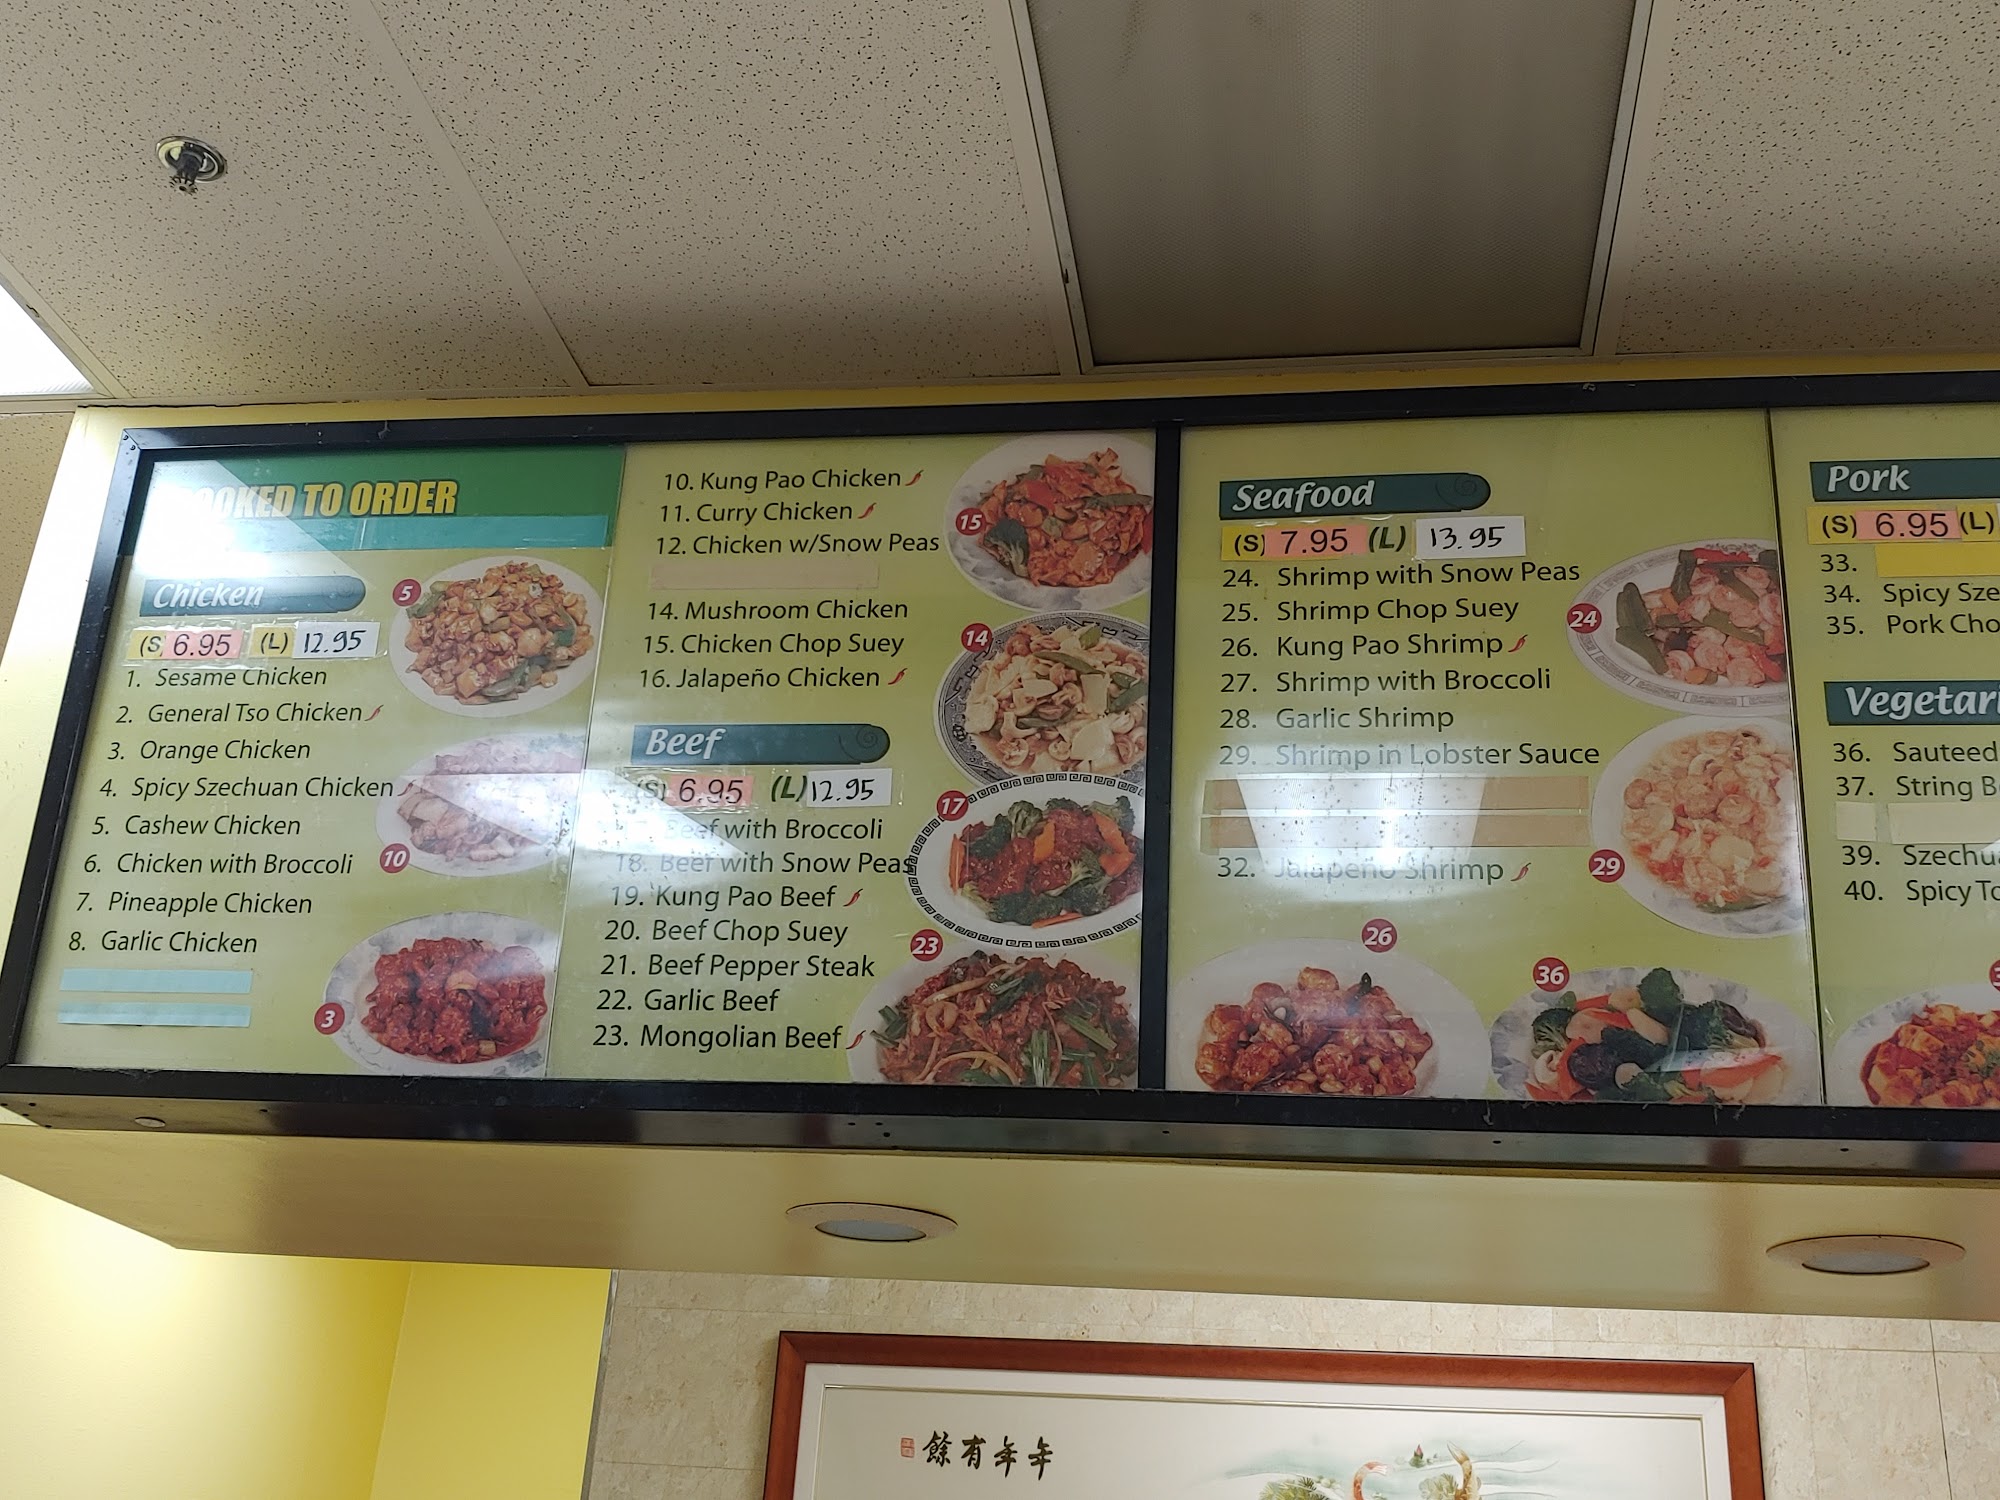 COOKED TO ORDER
Chicken
(S 6.95 (L) 12.95
1. Sesame Chicken
2. General Tso Chicken
3. Orange Chicken
4. Spicy Szechuan Chicken
5. Cashew Chicken
6. Chicken with Broccoli
7. Pineapple Chicken
8. Garlic Chicken
5
10
3
10. Kung Pao Chicken
11. Curry Chicken
12. Chicken w/Snow Peas
14. Mushroom Chicken
15. Chicken Chop Suey
16. Jalapeño Chicken
Beef
(S) 6.95 (L) 12.95
Beef with Broccoli
18. Beef with Snow Peas
19. Kung Pao Beef
20. Beef Chop Suey
21. Beef Pepper Steak
22. Garlic Beef
23. Mongolian Beef
15
14
17
23
Seafood
(S) 7.95 (L) 13.95
24. Shrimp with Snow Peas
25. Shrimp Chop Suey
26. Kung Pao Shrimp
27. Shrimp with Broccoli
28. Garlic Shrimp
29. Shrimp in Lobster Sauce
32. Jalapeño Shrimp
24
29
26
36
Pork
(S) 6.95 (L)
33.
34. Spicy Sze
35. Pork Cho
Vegetari
36. Sauteed
37. String B
39. Szechu
40. Spicy To
餘有年年